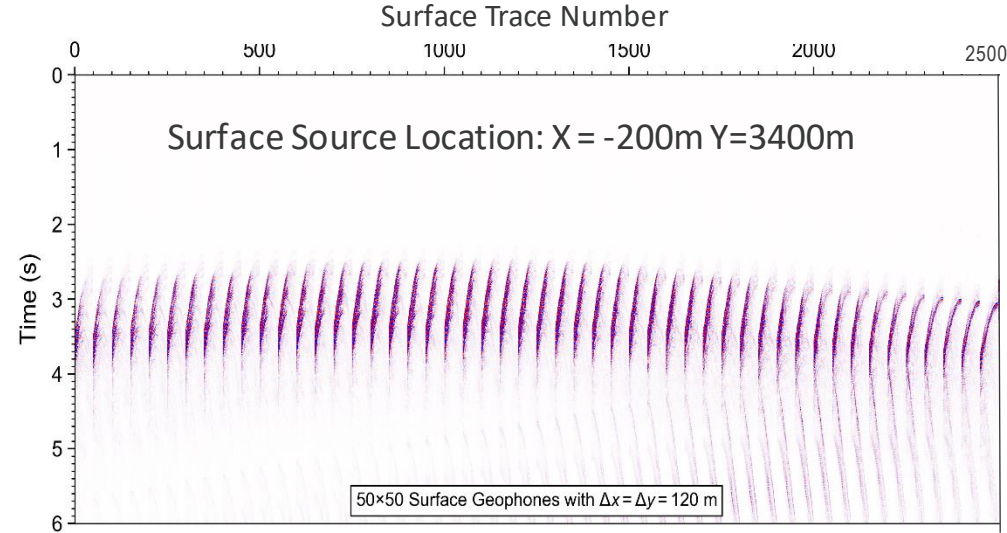 Surface Trace Number
0 500 1000 1500 2000 2500
0
Surface Source Location: X = -200m Y=3400m
1
2
Time (s)
3
4
5
50×50 Surface Geophones with Δx = Δy = 120 m
6